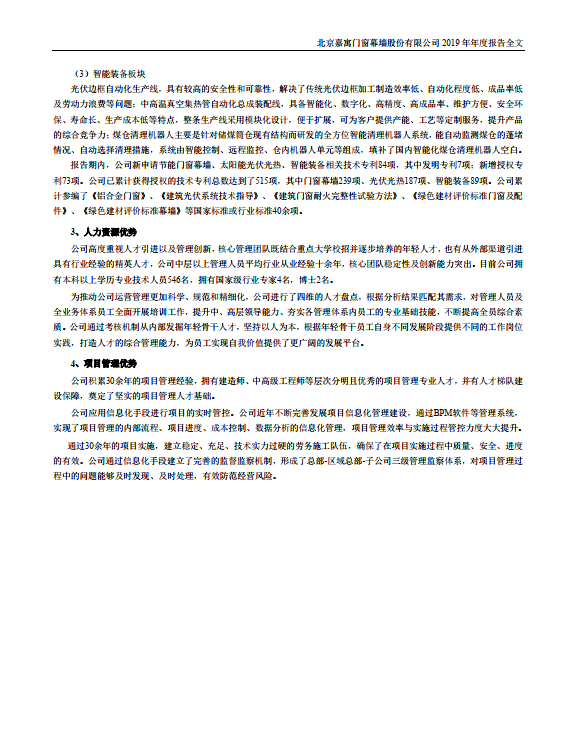 北京嘉寓门窗幕墙股份有限公司 2019 年年度报告全文
（3）智能装备板块
光伏边框自动化生产线，具有较高的安全性和可靠性，解决了传统光伏边框加工制造效率低、自动化程度低、成品率低
及劳动力浪费等问题；中高温真空集热管自动化总成装配线，具备智能化、数字化、高精度、高成品率、维护方便、安全环
保、寿命长、生产成本低等特点，整条生产线采用模块化设计，便于扩展，可为客户提供产能、工艺等定制服务，提升产品
的综合竞争力；煤仓清理机器人主要是针对储煤筒仓现有结构而研发的全方位智能清理机器人系统，能自动监测煤仓的蓬堵
情况、自动选择清理措施，系统由智能控制、远程监控、仓内机器人单元等组成，填补了国内智能化煤仓清理机器人空白。
报告期内，公司新申请节能门窗幕墙、太阳能光伏光热、智能装备相关技术专利84项，其中发明专利7项；新增授权专
利73项。公司已累计获得授权的技术专利总数达到了515项，其中门窗幕墙239项、光伏光热187项、智能装备89项。公司累
计参编了《铝合金门窗》、《建筑光伏系统技术指导》、《建筑门窗耐火完整性试验方法》、《绿色建材评价标准门窗及配
件》、《绿色建材评价标准幕墙》等国家标准或行业标准40余项。
3、人力资源优势
公司高度重视人才引进以及管理创新，核心管理团队既结合重点大学校招并逐步培养的年轻人才，也有从外部渠道引进
具有行业经验的精英人才，公司中层以上管理人员平均行业从业经验十余年，核心团队稳定性及创新能力突出。目前公司拥
有本科以上学历专业技术人员546名，拥有国家级行业专家4名，博士2名。
为推动公司运营管理更加科学、规范和精细化，公司进行了四维的人才盘点，根据分析结果匹配其需求，对管理人员及
全业务体系员工全面开展培训工作，提升中、高层领导能力、夯实各管理体系内员工的专业基础技能，不断提高全员综合素
质。公司通过考核机制从内部发掘年轻骨干人才，坚持以人为本，根据年轻骨干员工自身不同发展阶段提供不同的工作岗位
实践，打造人才的综合管理能力，为员工实现自我价值提供了更广阔的发展平台。
4、项目管理优势
公司积累30余年的项目管理经验，拥有建造师、中高级工程师等层次分明且优秀的项目管理专业人才，并有人才梯队建
设保障，奠定了坚实的项目管理人才基础。
公司应用信息化手段进行项目的实时管控。公司近年不断完善发展项目信息化管理建设，通过BPM软件等管理系统，
实现了项目管理的内部流程、项目进度、成本控制、数据分析的信息化管理，项目管理效率与实施过程管控力度大大提升。
通过30余年的项目实施，建立稳定、充足、技术实力过硬的劳务施工队伍，确保了在项目实施过程中质量、安全、进度
的有效。公司通过信息化手段建立了完善的监督监察机制，形成了总部-区域总部-子公司三级管理监察体系，对项目管理过
程中的问题能够及时发现、及时处理，有效防范经营风险。